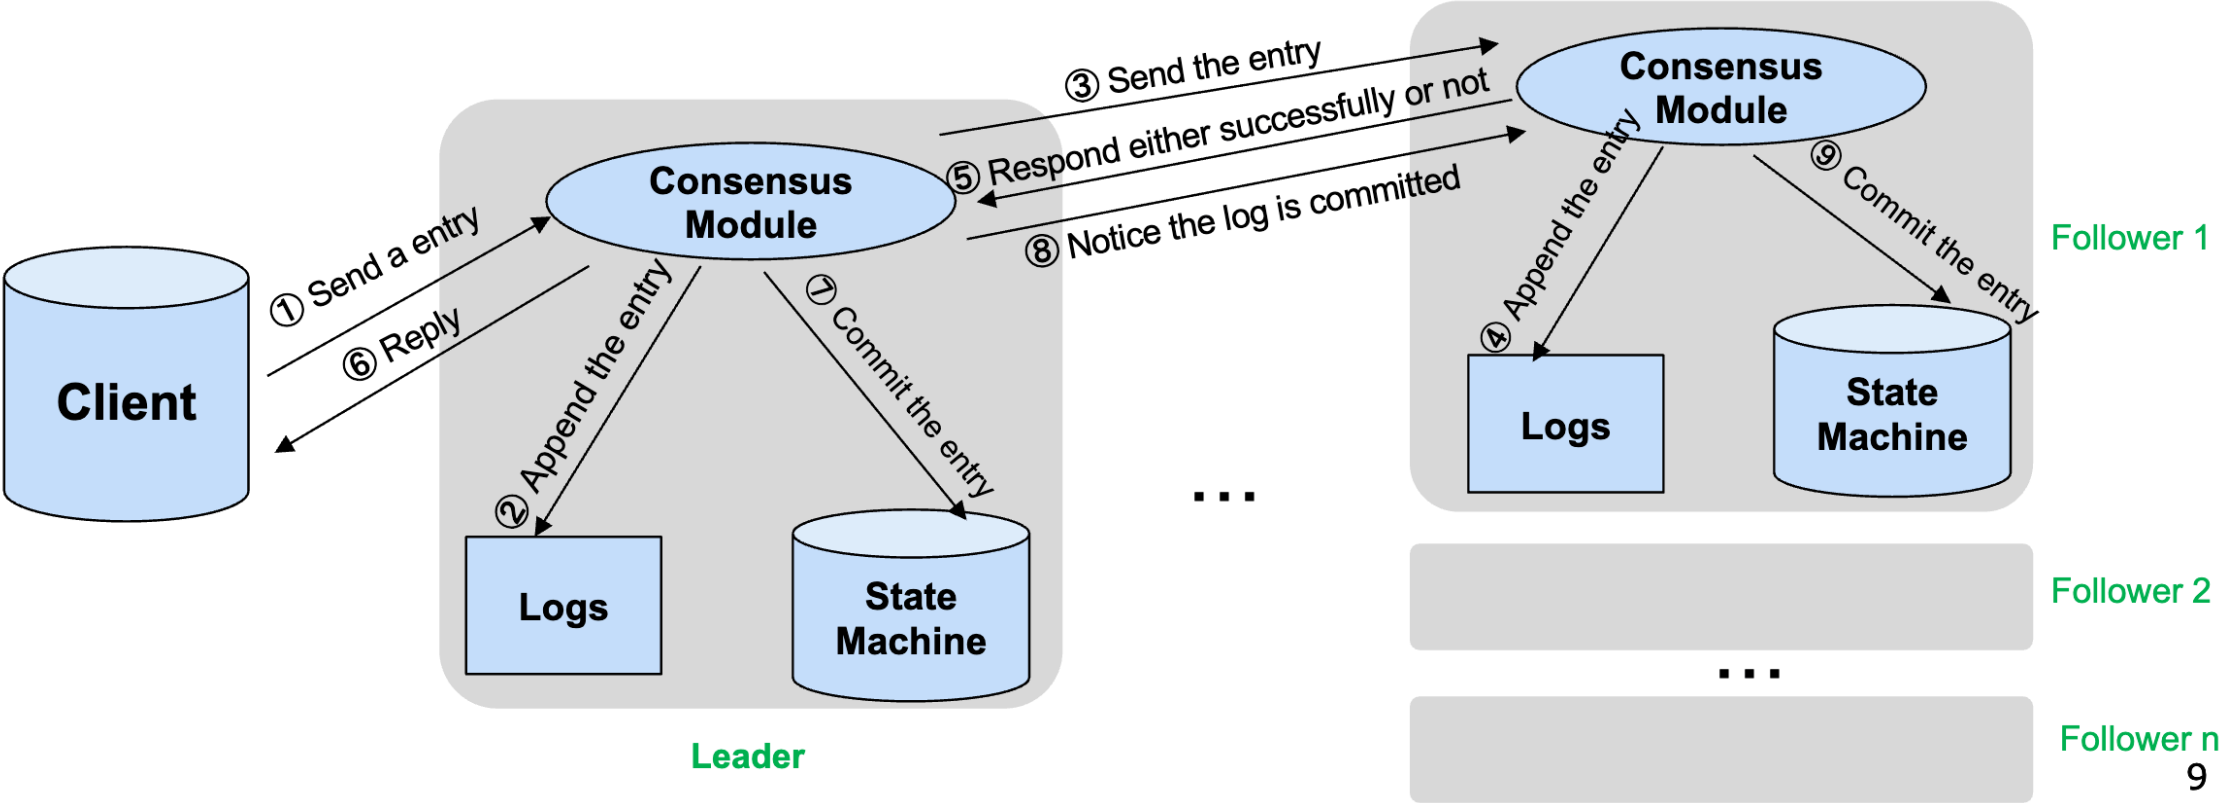 Client
① Send a entry
⑥ Reply
Consensus
Module
② Append the entry
⑦ Commit the entry
Logs
State
Machine
Leader
③ Send the entry
⑤ Respond either successfully or not
⑧ Notice the log is committed
...
Consensus
Module
④ Append the entry
⑨ Commit the entry
Logs
State
Machine
Follower 1
Follower 2
...
Follower n
9